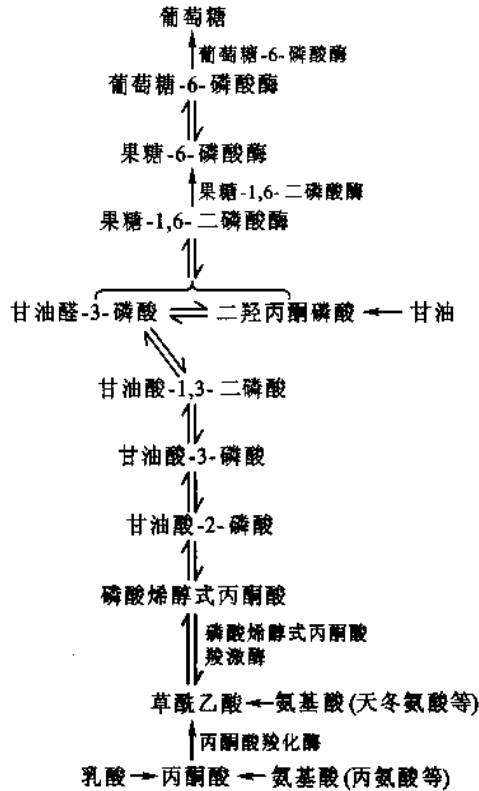 葡萄糖
葡萄糖-6-磷酸酶
葡萄糖-6-磷酸酶
果糖-6-磷酸酶
果糖-1,6-二磷酸酶
果糖-1,6-二磷酸酶
甘油醛-3-磷酸 ⇌ 二羟丙酮磷酸 ← 甘油
甘油酸-1,3-二磷酸
甘油酸-3-磷酸
甘油酸-2-磷酸
磷酸烯醇式丙酮酸
磷酸烯醇式丙酮酸
羧激酶
草酰乙酸←氨基酸(天冬氨酸等)
丙酮酸羧化酶
乳酸→丙酮酸←氨基酸(丙氨酸等)